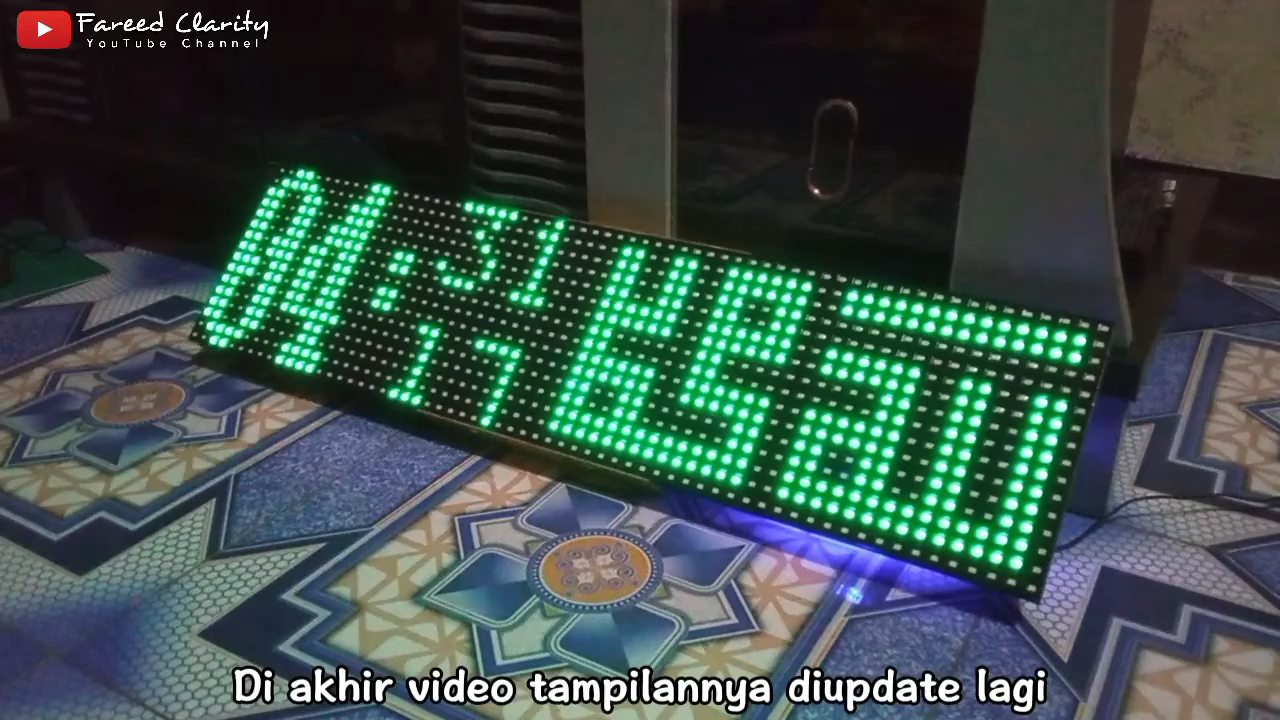 Fareed Clarity
YouTube Channel
04:31
17
Di akhir video tampilannya diupdate lagi